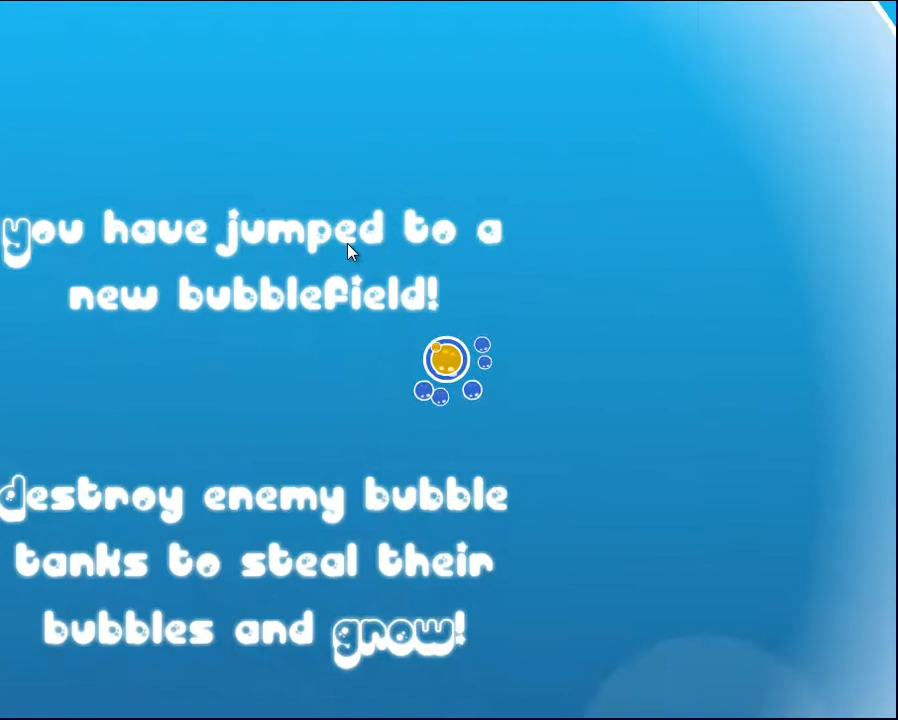 you have jumped to a
new bubblefield!
destroy enemy bubble
tanks to steal their
bubbles and grow!